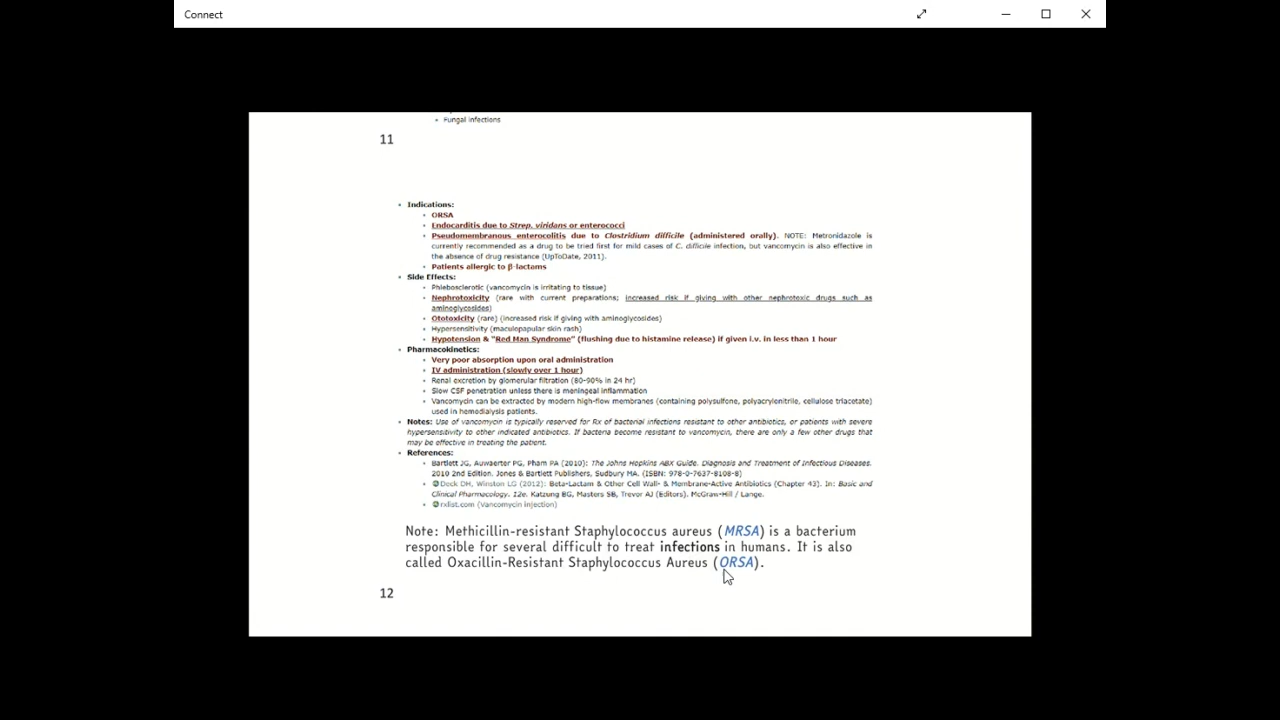 Connect
• Fungal infections
11
• Indications:
• ORSA
• Endocarditis due to Strep. viridans or enterococci
• Pseudomembranous enterocolitis due to Clostridium difficile (administered orally). NOTE: Metronidazole is
currently recommended as a drug to be tried first for mild cases of C. difficile infection, but vancomycin is also effective in
the absence of drug resistance (UpToDate, 2011).
• Patients allergic to β-lactams
• Side Effects:
• Phlebosclerotic (vancomycin is irritating to tissue)
• Nephrotoxicity (rare with current preparations; increased risk if giving with other nephrotoxic drugs such as
aminoglycosides)
• Ototoxicity (rare) (increased risk if giving with aminoglycosides)
• Hypersensitivity (maculopapular skin rash)
• Hypotension & "Red Man Syndrome" (flushing due to histamine release) if given i.v. in less than 1 hour
• Pharmacokinetics:
• Very poor absorption upon oral administration
• IV administration (slowly over 1 hour)
• Renal excretion by glomerular filtration (80-90% in 24 hr)
• Slow CSF penetration unless there is meningeal inflammation
• Vancomycin can be extracted by modern high-flow membranes (containing polysulfone, polyacrylenitrile, cellulose triacetate)
used in hemodialysis patients.
• Notes: Use of vancomycin is typically reserved for Rx of bacterial infections resistant to other antibiotics, or patients with severe
hypersensitivity to other indicated antibiotics. If bacteria become resistant to vancomycin, there are only a few other drugs that
may be effective in treating the patient.
• References:
• Bartlett JG, Auwaerter PG, Pham PA (2010): The Johns Hopkins ABX Guide. Diagnosis and Treatment of Infectious Diseases.
2010 2nd Edition. Jones & Bartlett Publishers, Sudbury MA. (ISBN: 978-0-7637-8108-8)
• Deck DH, Winston LG (2012): Beta-Lactam & Other Cell Wall- & Membrane-Active Antibiotics (Chapter 43). In: Basic and
Clinical Pharmacology. 12e. Katzung BG, Masters SB, Trevor AJ (Editors). McGraw-Hill / Lange.
• rxlist.com (Vancomycin injection)
Note: Methicillin-resistant Staphylococcus aureus (MRSA) is a bacterium
responsible for several difficult to treat infections in humans. It is also
called Oxacillin-Resistant Staphylococcus Aureus (ORSA).
12